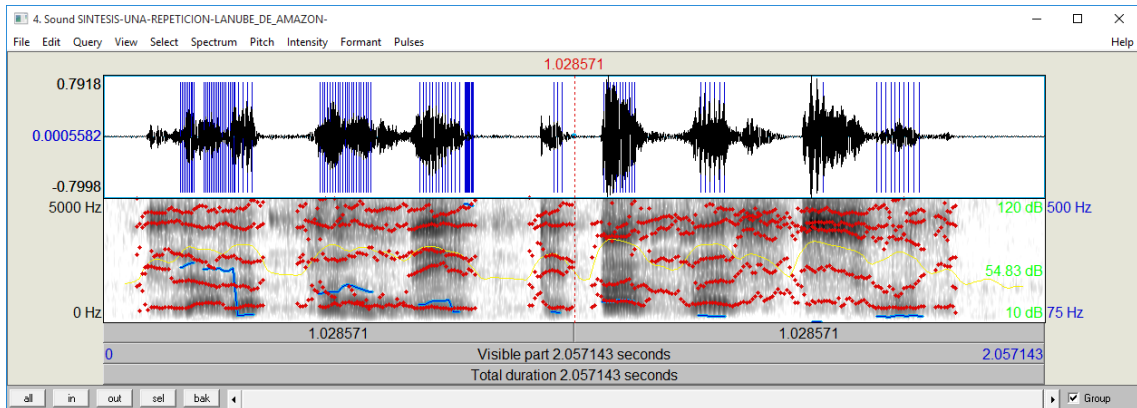 4. Sound SINTESIS-UNA-REPETICION-LANUBE_DE_AMAZON-
File Edit Query View Select Spectrum Pitch Intensity Formant Pulses Help
1.028571
0.7918
0.0005582
-0.7998
5000 Hz 120 dB 500 Hz
54.83 dB
0 Hz 10 dB 75 Hz
1.028571 1.028571
0 Visible part 2.057143 seconds 2.057143
Total duration 2.057143 seconds
all in out sel bak Group